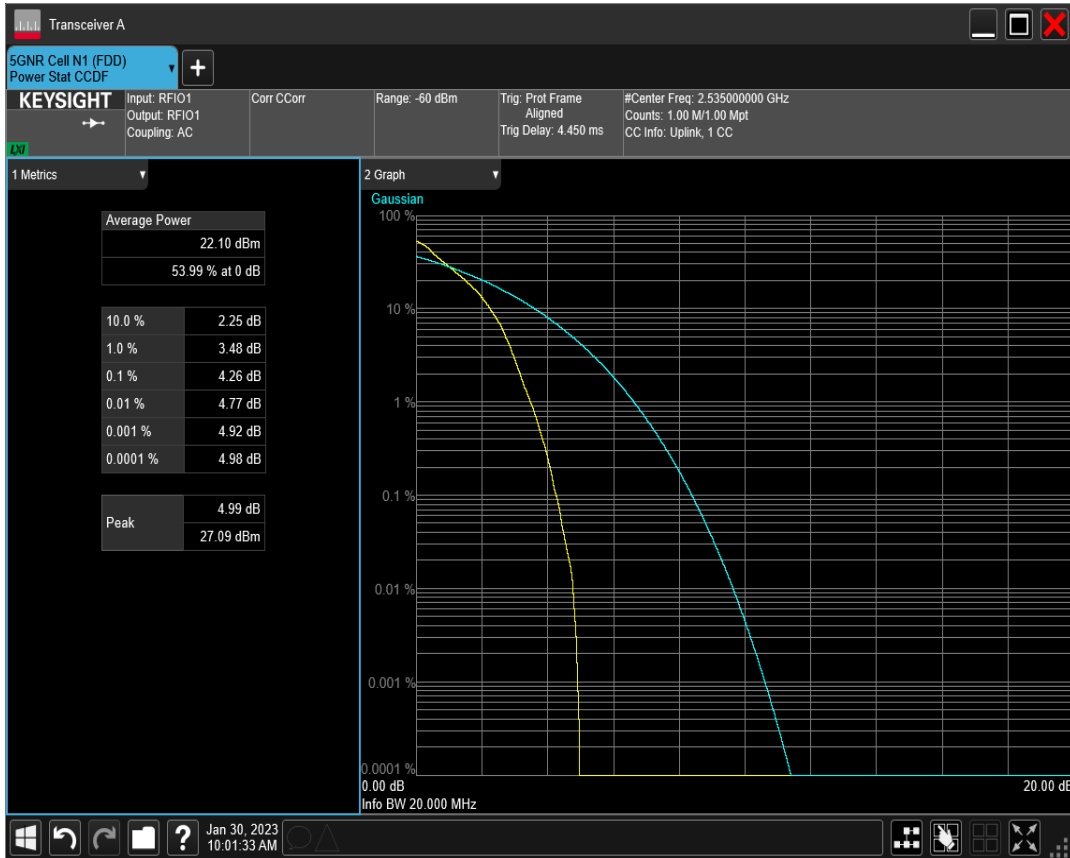 Transceiver A
5GNR Cell N1 (FDD)
Power Stat CCDF
+
KEYSIGHT
LXI
Input: RFIO1
Output: RFIO1
Coupling: AC
Corr CCorr
Range: -60 dBm
Trig: Prot Frame
Aligned
Trig Delay: 4.450 ms
#Center Freq: 2.535000000 GHz
Counts: 1.00 M/1.00 Mpt
CC Info: Uplink, 1 CC
1 Metrics
Average Power
22.10 dBm
53.99 % at 0 dB
10.0 % 2.25 dB
1.0 % 3.48 dB
0.1 % 4.26 dB
0.01 % 4.77 dB
0.001 % 4.92 dB
0.0001 % 4.98 dB
Peak
4.99 dB
27.09 dBm
2 Graph
Gaussian
100 %
10 %
1 %
0.1 %
0.01 %
0.001 %
0.0001 %
0.00 dB 20.00 dB
Info BW 20.000 MHz
?
Jan 30, 2023
10:01:33 AM